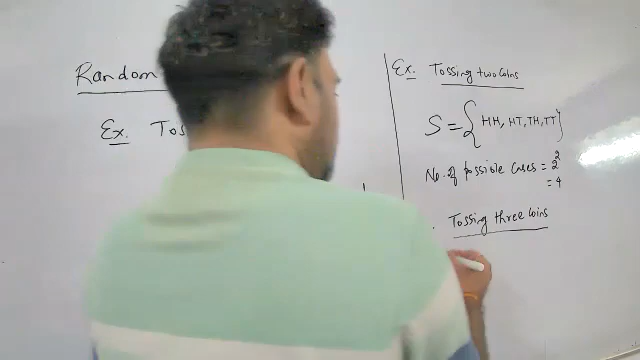 Random
Ex. Tos
Ex. Tossing two coins
S = { HH, HT, TH, TT }
No. of possible cases = 2²
= 4
Tossing three coins